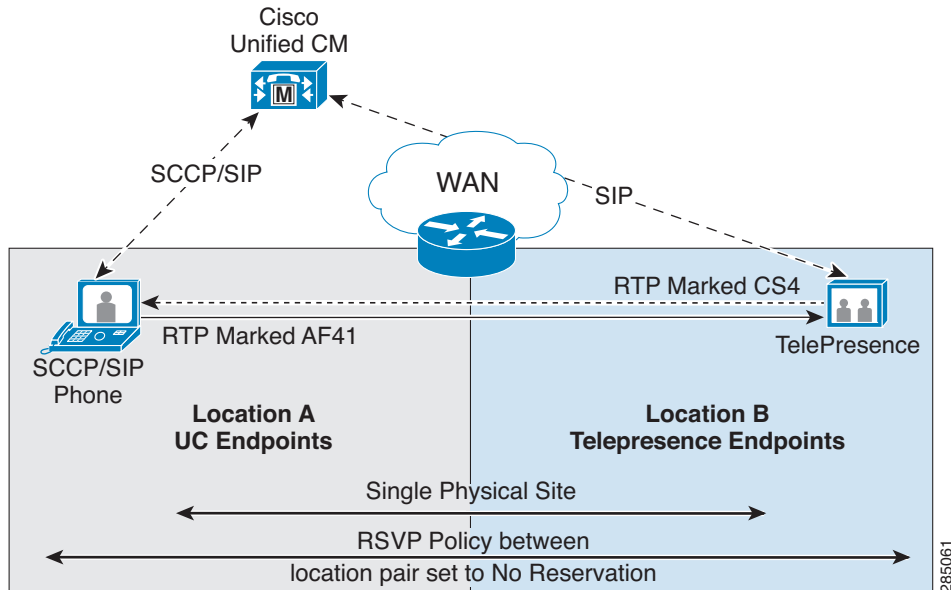 Cisco
Unified CM
M
SCCP/SIP
WAN
SIP
RTP Marked CS4
RTP Marked AF41
SCCP/SIP
Phone
TelePresence
Location A
UC Endpoints
Location B
Telepresence Endpoints
Single Physical Site
RSVP Policy between
location pair set to No Reservation
285061